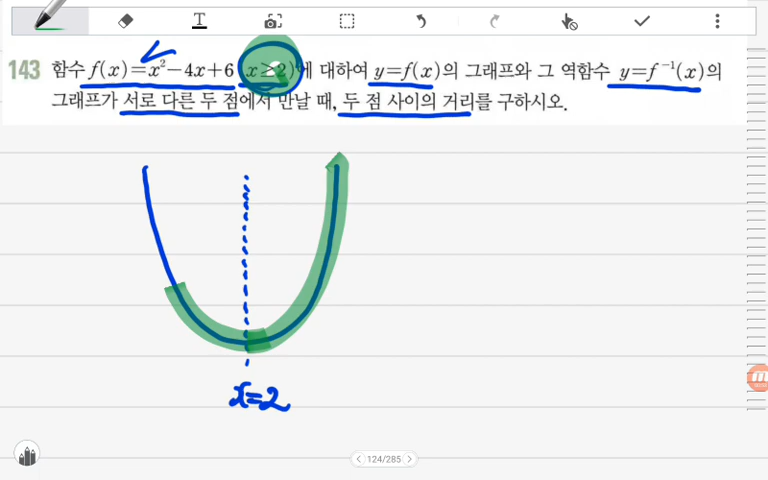 T
143 함수 f(x)=x²-4x+6 (x≥2)에 대하여 y=f(x)의 그래프와 그 역함수 y=f⁻¹(x)의
그래프가 서로 다른 두 점에서 만날 때, 두 점 사이의 거리를 구하시오.
x=2
124/285